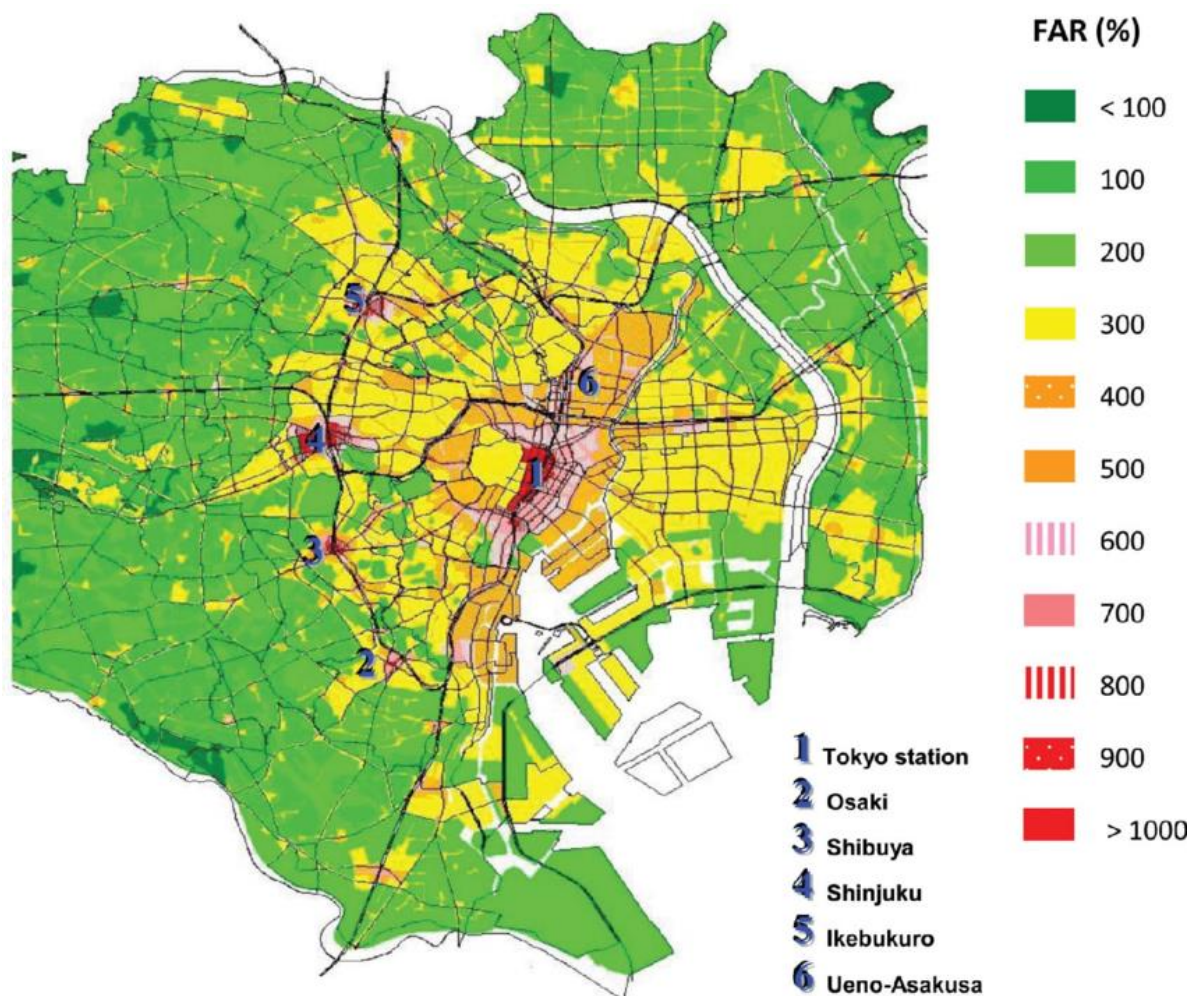 FAR (%)
< 100
100
200
300
400
500
600
700
800
900
> 1000
5
6
4
1
3
2
1 Tokyo station
2 Osaki
3 Shibuya
4 Shinjuku
5 Ikebukuro
6 Ueno-Asakusa